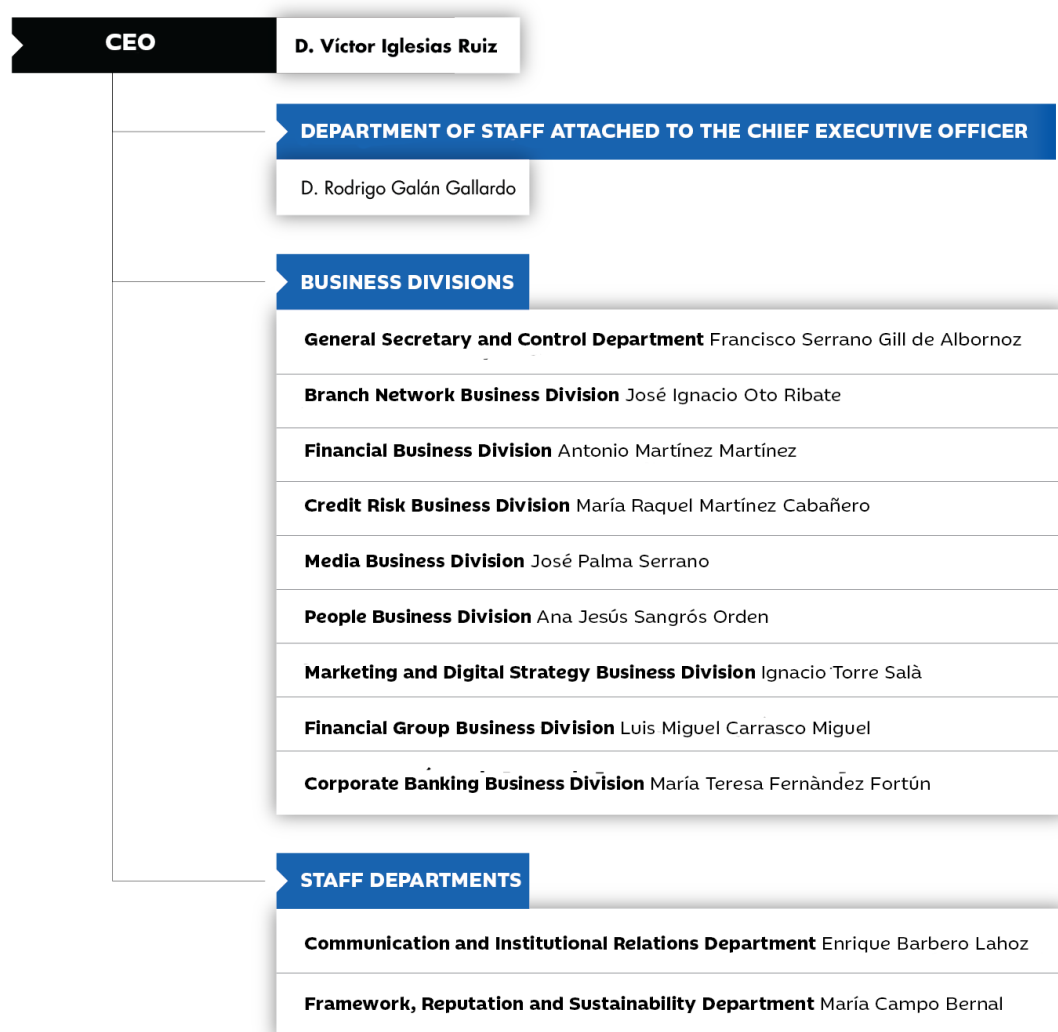 CEO
D. Víctor Iglesias Ruiz
DEPARTMENT OF STAFF ATTACHED TO THE CHIEF EXECUTIVE OFFICER
D. Rodrigo Galán Gallardo
BUSINESS DIVISIONS
General Secretary and Control Department Francisco Serrano Gill de Albornoz
Branch Network Business Division José Ignacio Oto Ribate
Financial Business Division Antonio Martínez Martínez
Credit Risk Business Division María Raquel Martínez Cabañero
Media Business Division José Palma Serrano
People Business Division Ana Jesús Sangrós Orden
Marketing and Digital Strategy Business Division Ignacio Torre Salà
Financial Group Business Division Luis Miguel Carrasco Miguel
Corporate Banking Business Division María Teresa Fernàndez Fortún
STAFF DEPARTMENTS
Communication and Institutional Relations Department Enrique Barbero Lahoz
Framework, Reputation and Sustainability Department María Campo Bernal